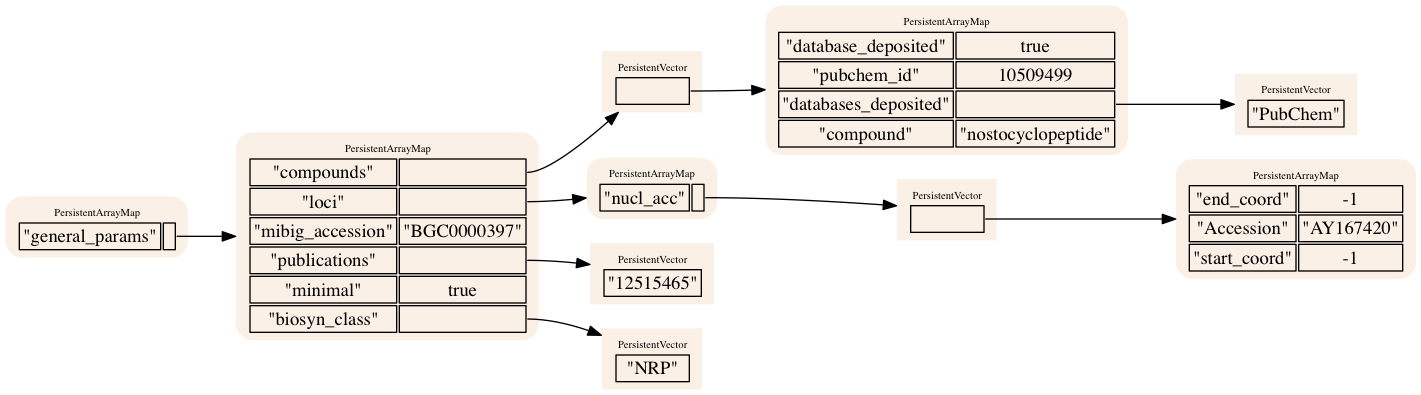 PersistentArrayMap
"general_params"
PersistentArrayMap
"compounds"
"loci"
"mibig_accession" "BGC0000397"
"publications"
"minimal" true
"biosyn_class"
PersistentVector
PersistentArrayMap
"database_deposited" true
"pubchem_id" 10509499
"databases_deposited"
"compound" "nostocyclopeptide"
PersistentVector
"PubChem"
PersistentArrayMap
"nucl_acc"
PersistentVector
PersistentArrayMap
"end_coord" -1
"Accession" "AY167420"
"start_coord" -1
PersistentVector
"12515465"
PersistentVector
"NRP"